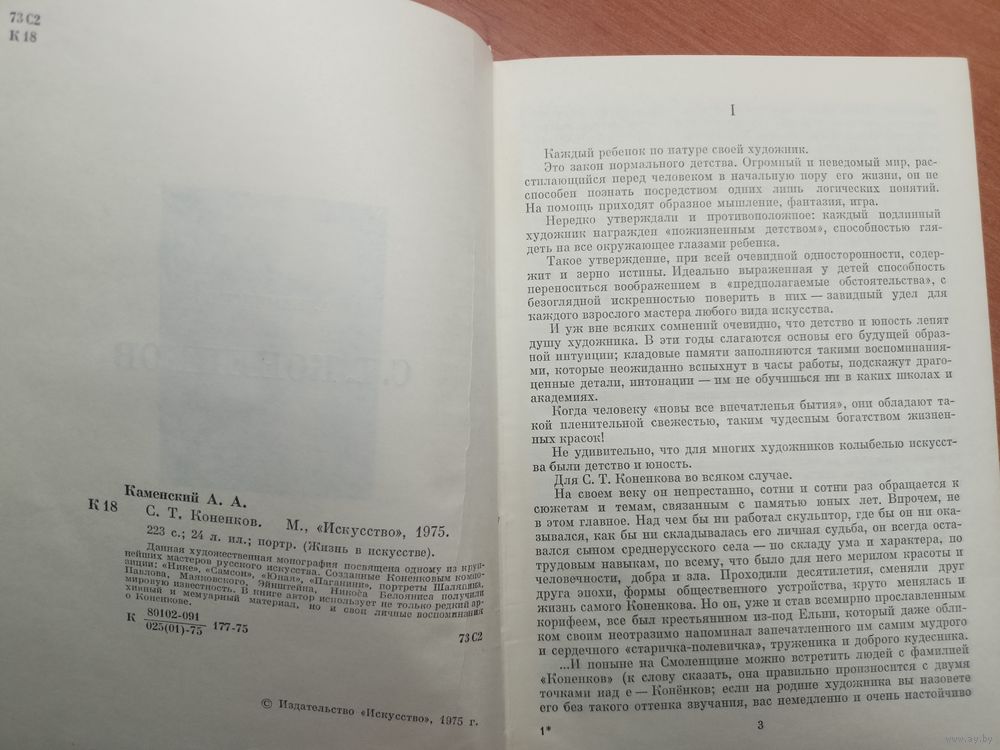 73 С2
К 18
Каменский А. А.
К 18
С. Т. Коненков. М., «Искусство», 1975.
223 с.; 24 л. ил.; портр. (Жизнь в искусстве).
Данная художественная монография посвящена одному из круп-
нейших мастеров русского искусства. Созданные Коненковым компо-
зиции: «Нике», «Самсон», «Юная», «Паганини», портреты Шаляпина,
Павлова, Маяковского, Эйнштейна, Никоса Белоянниса получили
мировую известность. В книге автор использует не только редкий ар-
хивный и мемуарный материал, но и свои личные воспоминания
о Коненкове.
К 80102-091
025(01)-75 177-75
73 С2
© Издательство «Искусство», 1975 г.
I
Каждый ребенок по натуре своей художник.
Это закон нормального детства. Огромный и неведомый мир, рас-
стилающийся перед человеком в начальную пору его жизни, он не
способен познать посредством одних лишь логических понятий.
На помощь приходят образное мышление, фантазия, игра.
Нередко утверждали и противоположное: каждый подлинный
художник награжден «пожизненным детством», способностью гля-
деть на все окружающее глазами ребенка.
Такое утверждение, при всей очевидной односторонности, содер-
жит и зерно истины. Идеально выраженная у детей способность
переноситься воображением в «предполагаемые обстоятельства», с
безоглядной искренностью поверить в них — завидный удел для
каждого взрослого мастера любого вида искусства.
И уж вне всяких сомнений очевидно, что детство и юность лепят
душу художника. В эти годы слагаются основы его будущей образ-
ной интуиции; кладовые памяти заполняются такими воспоминания-
ми, которые неожиданно вспыхнут в часы работы, подскажут драго-
ценные детали, интонации — им не обучишься ни в каких школах и
академиях.
Когда человеку «новы все впечатленья бытия», они обладают та-
кой пленительной свежестью, таким чудесным богатством жизнен-
ных красок!
Не удивительно, что для многих художников колыбелью искусст-
ва были детство и юность.
Для С. Т. Коненкова во всяком случае.
На своем веку он непрестанно, сотни и сотни раз обращается к
сюжетам и темам, связанным с памятью юных лет. Впрочем, не
в этом главное. Над чем бы ни работал скульптор, где бы он ни ока-
зывался, как бы ни складывалась его личная судьба, он всегда оста-
вался сыном среднерусского села — по складу ума и характера, по
трудовым навыкам, по всему, что было для него мерилом красоты и
человечности, добра и зла. Проходили десятилетия, сменяли друг
друга эпохи, формы общественного устройства, круто менялась и
жизнь самого Коненкова. Но он, уже и став всемирно прославленным
корифеем, все был крестьянином из-под Ельни, который даже обли-
ком своим неотразимо напоминал запечатленного им самим мудрого
и сердечного «старичка-полевичка», труженика и доброго кудесника.
...И поныне на Смоленщине можно встретить людей с фамилией
«Коненков» (к слову сказать, она правильно произносится с двумя
точками над е — Конёнков; если на родине художника вы назовете
его без такого оттенка звучания, вас немедленно и очень настойчиво
1*
3
www.ay.by